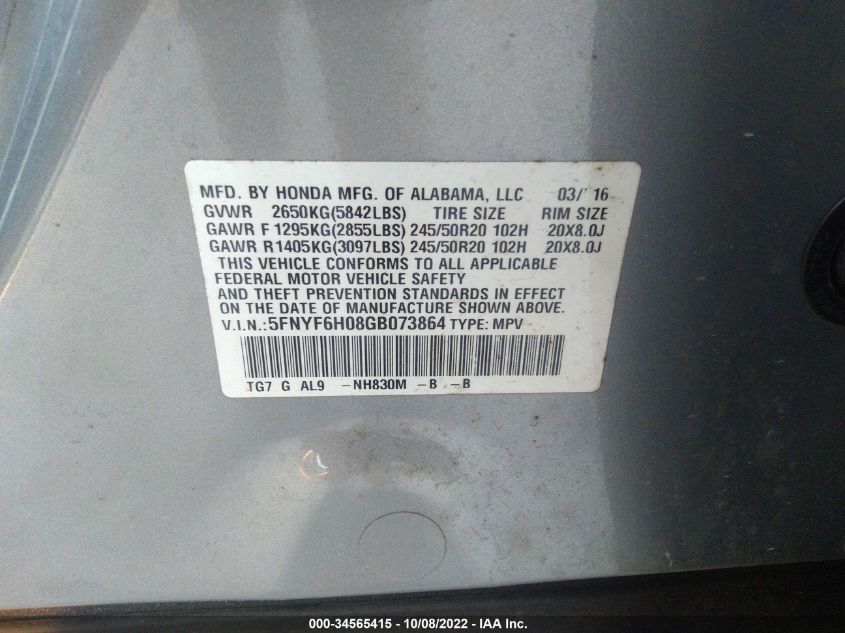 MFD. BY HONDA MFG. OF ALABAMA, LLC 03/ 16
GVWR 2650KG(5842LBS) TIRE SIZE RIM SIZE
GAWR F 1295KG(2855LBS) 245/50R20 102H 20X8.0J
GAWR R1405KG(3097LBS) 245/50R20 102H 20X8.0J
THIS VEHICLE CONFORMS TO ALL APPLICABLE
FEDERAL MOTOR VEHICLE SAFETY
AND THEFT PREVENTION STANDARDS IN EFFECT
ON THE DATE OF MANUFACTURE SHOWN ABOVE.
V.I.N.:5FNYF6H08GB073864 TYPE: MPV
TG7 G AL9 -NH830M -B -B
000-34565415 - 10/08/2022 - IAA Inc.